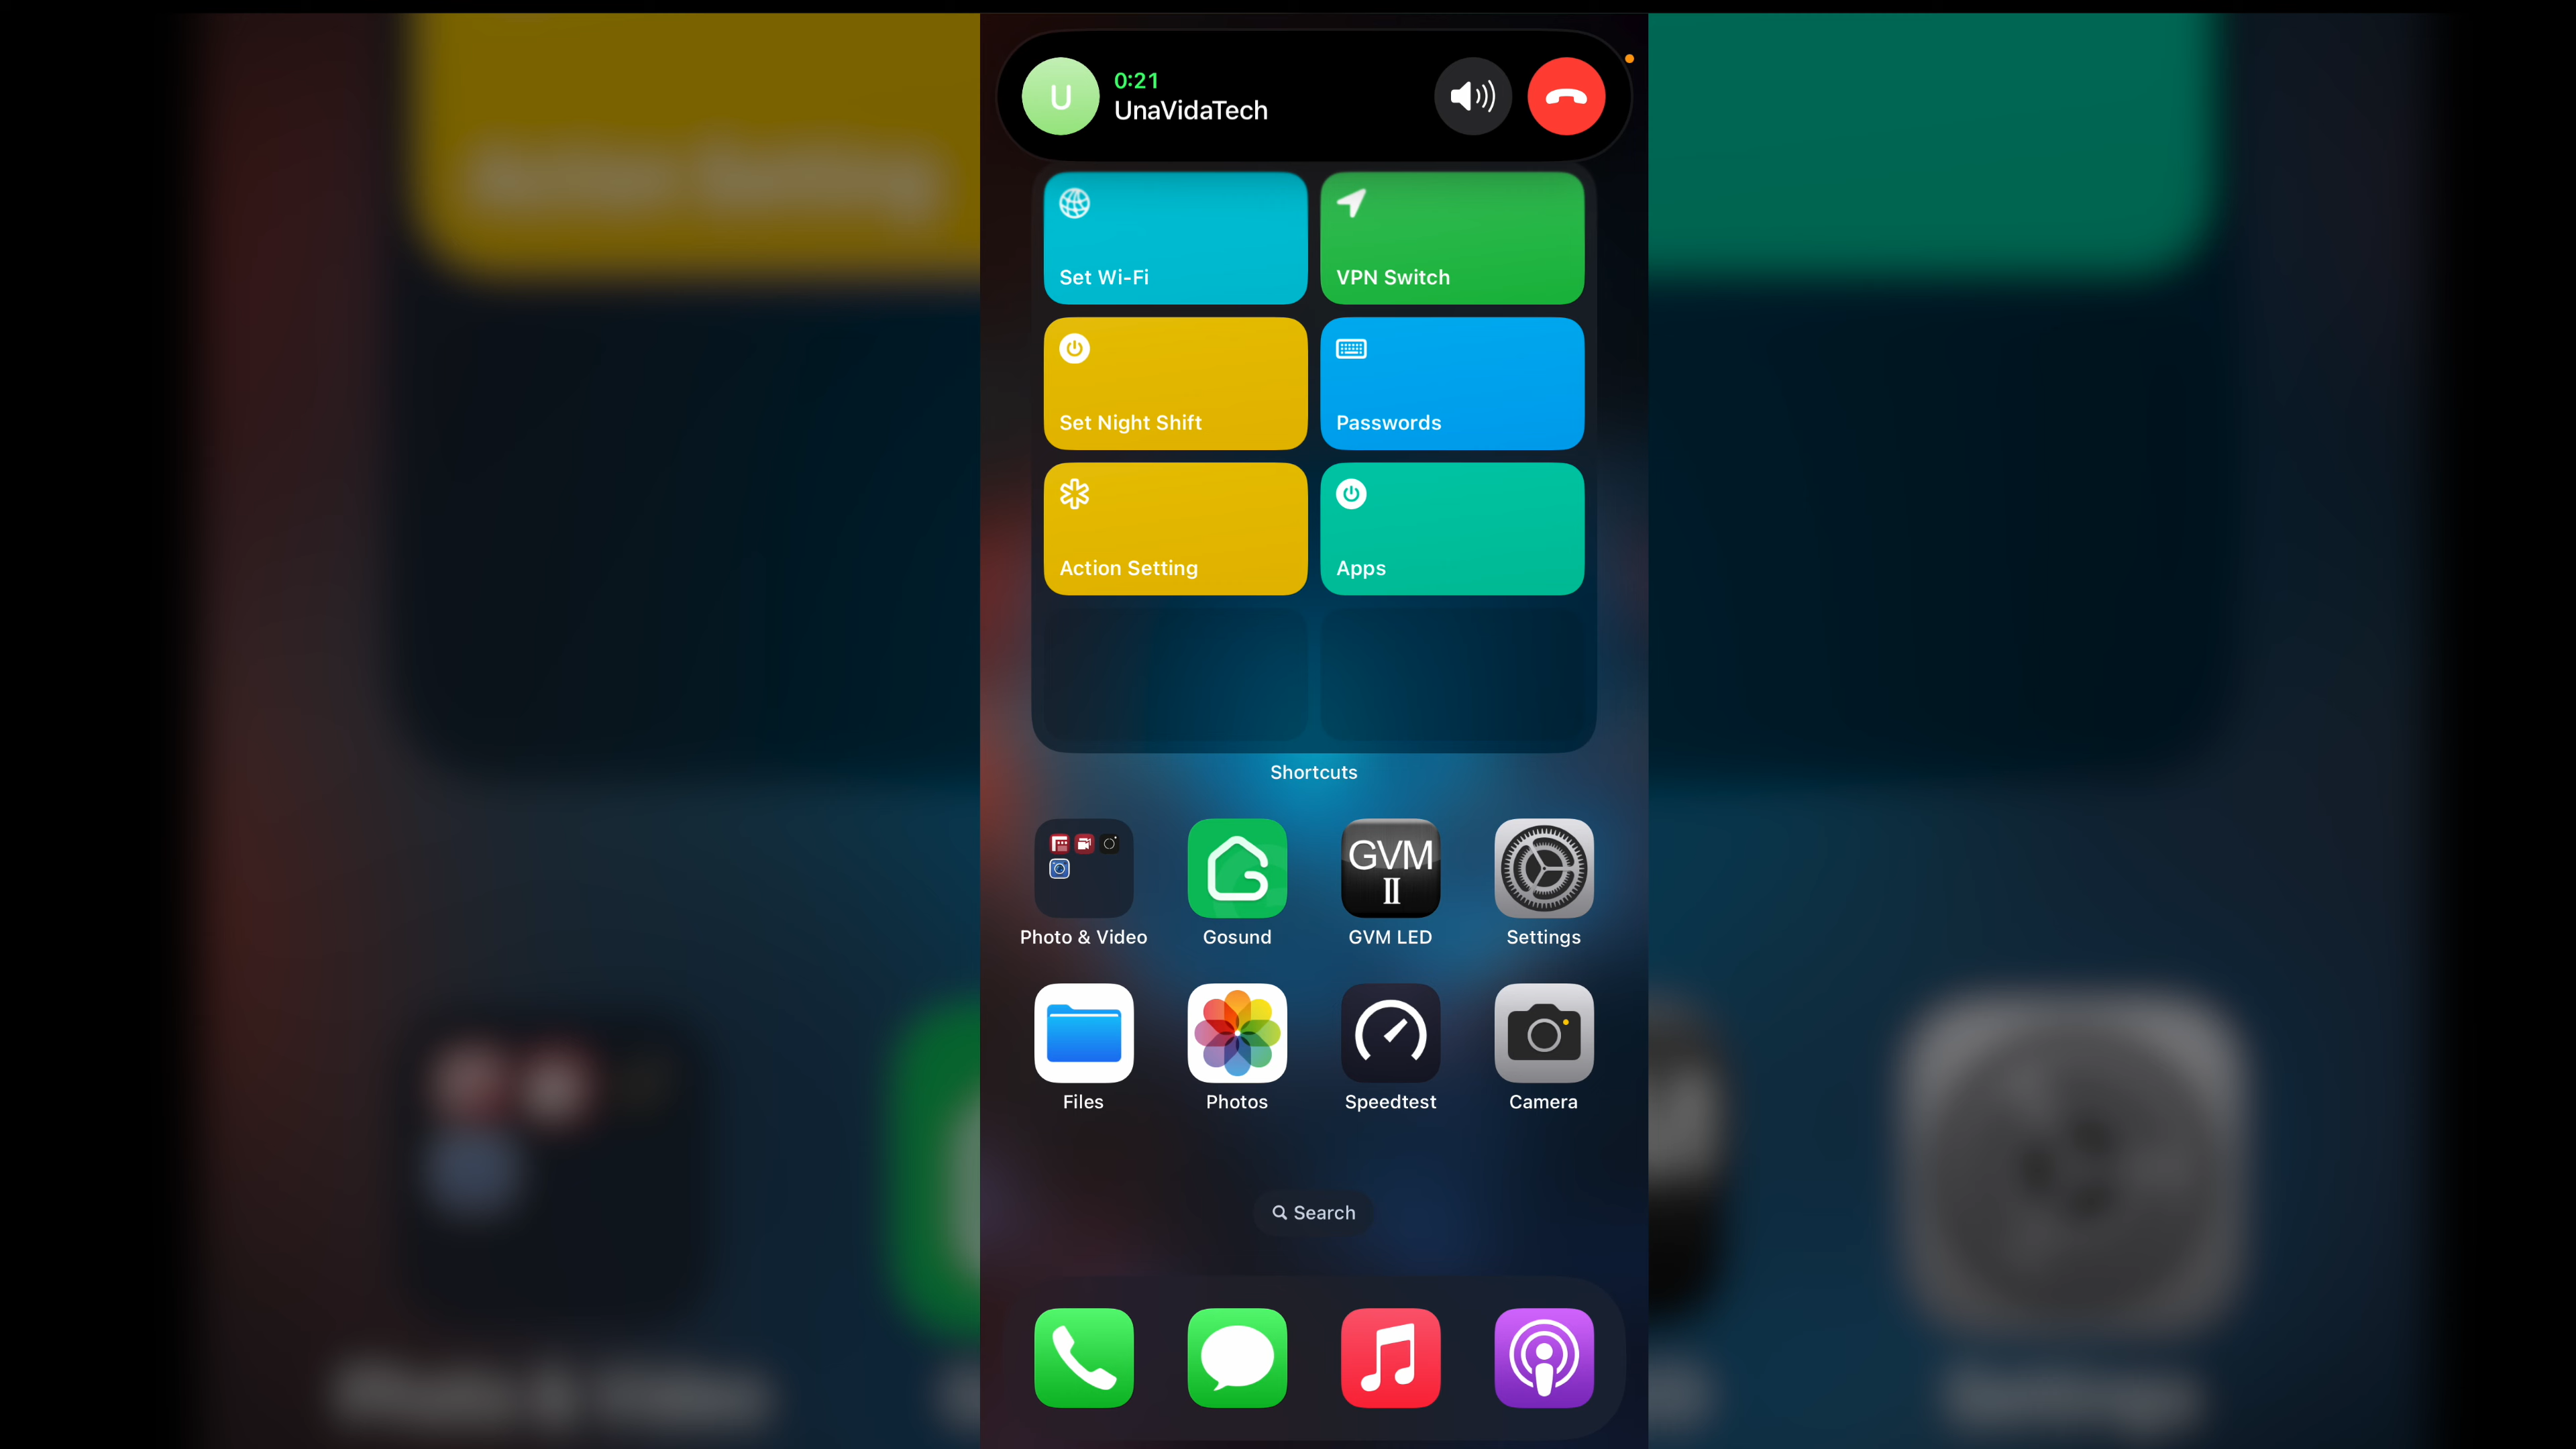 U
0:21
UnaVidaTech
Set Wi-Fi
VPN Switch
Set Night Shift
Passwords
Action Setting
Apps
Shortcuts
GVM
II
Photo & Video
Gosund
GVM LED
Settings
Files
Photos
Speedtest
Camera
Search